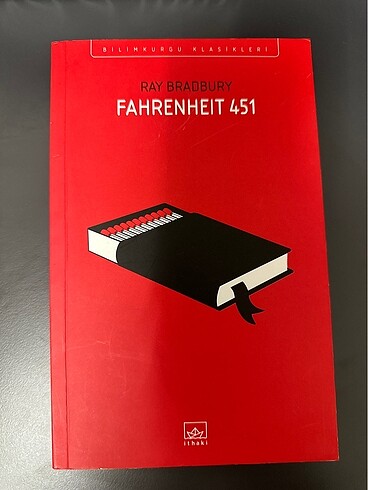 BİLİMKURGU KLASİKLERİ
RAY BRADBURY
FAHRENHEIT 451
ithaki